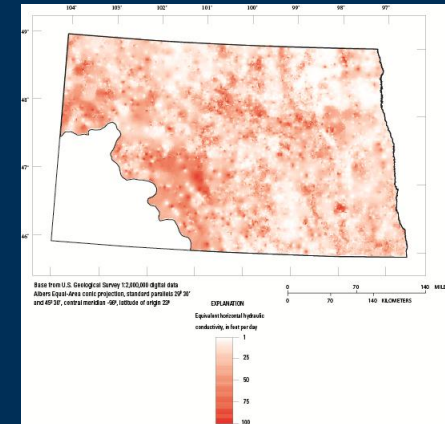 104° 103° 102° 101° 100° 99° 98° 97°
49°
48°
47°
46°
Base from U.S. Geological Survey 1:2,000,000 digital data
Albers Equal-Area conic projection, standard parallels 29°30'
and 45°30', central meridian -96°, latitude of origin 23°
0 70 140 MILE
0 70 140 KILOMETERS
EXPLANATION
Equivalent horizontal hydraulic
conductivity, in feet per day
1
25
50
75
100